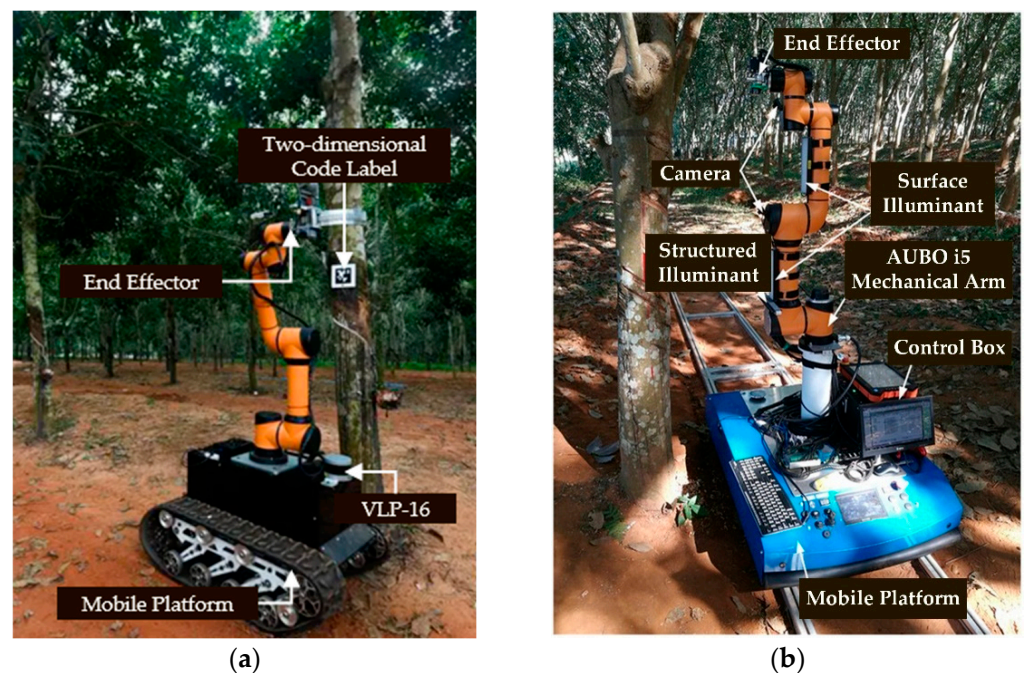 Two-dimensional
Code Label
End Effector
VLP-16
Mobile Platform
(a)
End Effector
Camera
Surface
Illuminant
Structured
Illuminant
AUBO i5
Mechanical Arm
Control Box
Mobile Platform
(b)